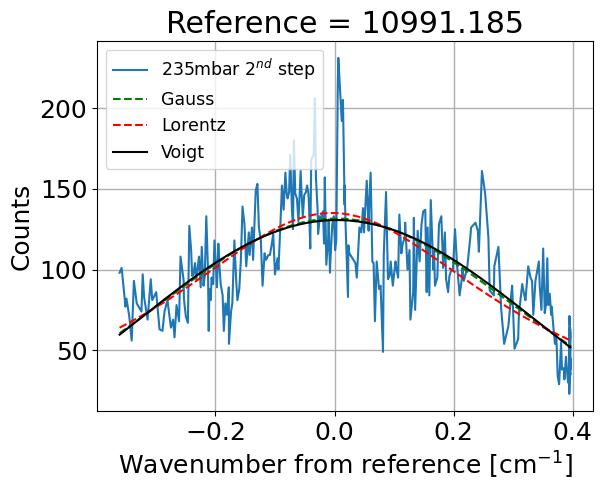 Reference = 10991.185
235mbar 2nd step
Gauss
Lorentz
Voigt
Counts
200
150
100
50
−0.2
0.0
0.2
0.4
Wavenumber from reference [cm−1]